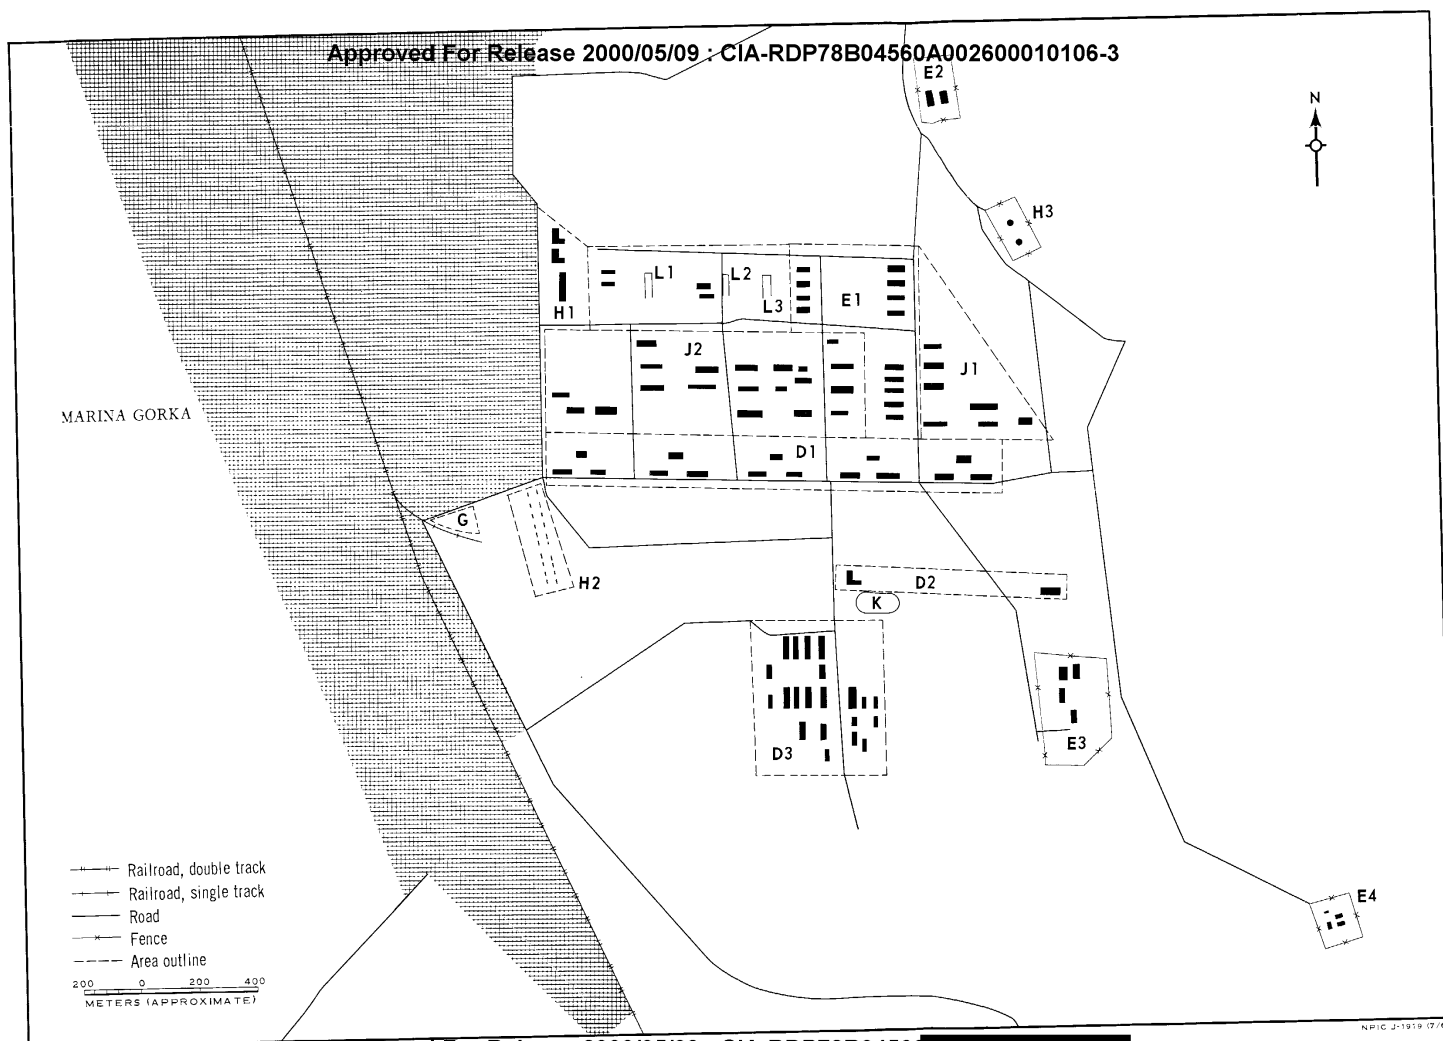 Approved For Release 2000/05/09 : CIA-RDP78B04560A002600010106-3
E2
N
H3
L1
L2
L3
E1
H1
J2
J1
MARINA GORKA
D1
G
H2
D2
K
D3
E3
E4
Railroad, double track
Railroad, single track
Road
Fence
Area outline
200 0 200 400
METERS (APPROXIMATE)
NPIC J-1919